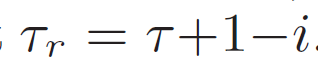 τ_r = τ+1−i.